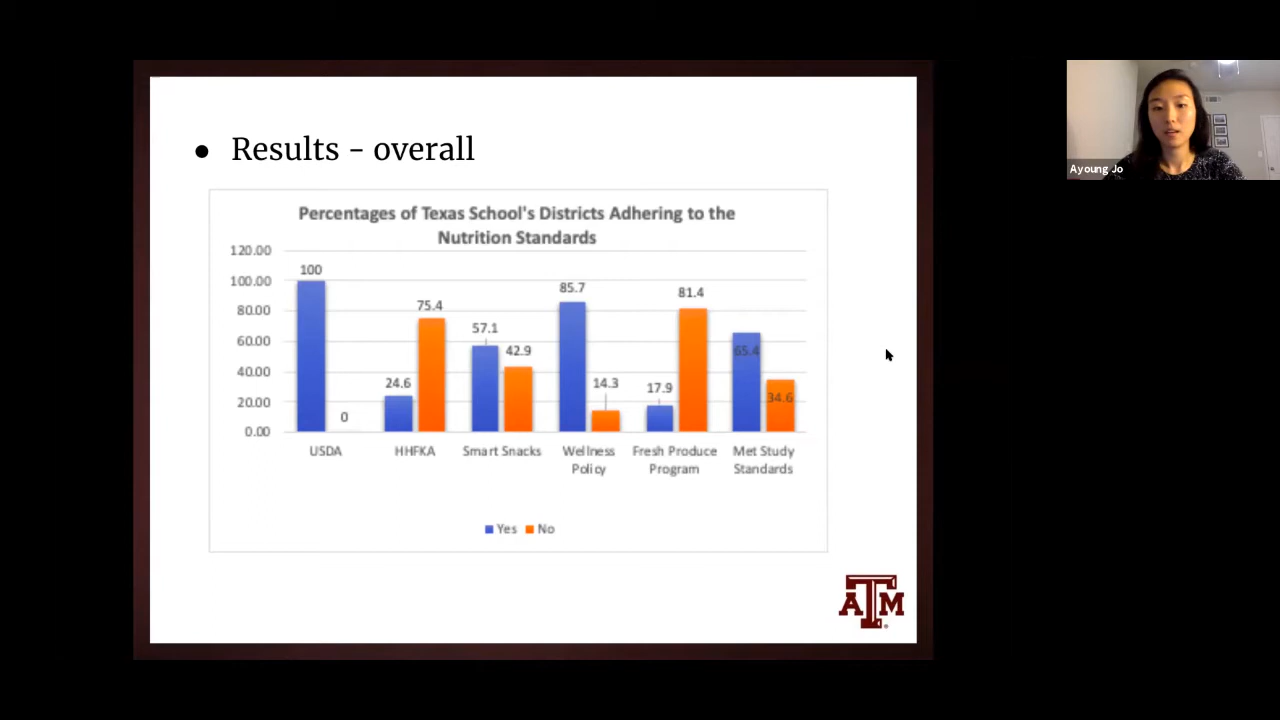 ● Results - overall
Percentages of Texas School's Districts Adhering to the
Nutrition Standards
120.00
100.00
80.00
60.00
40.00
20.00
0.00
100
0
24.6
75.4
57.1
42.9
85.7
14.3
17.9
81.4
65.4
34.6
USDA
HHFKA
Smart Snacks
Wellness
Policy
Fresh Produce
Program
Met Study
Standards
Yes No
ATM
®
Ayoung Jo